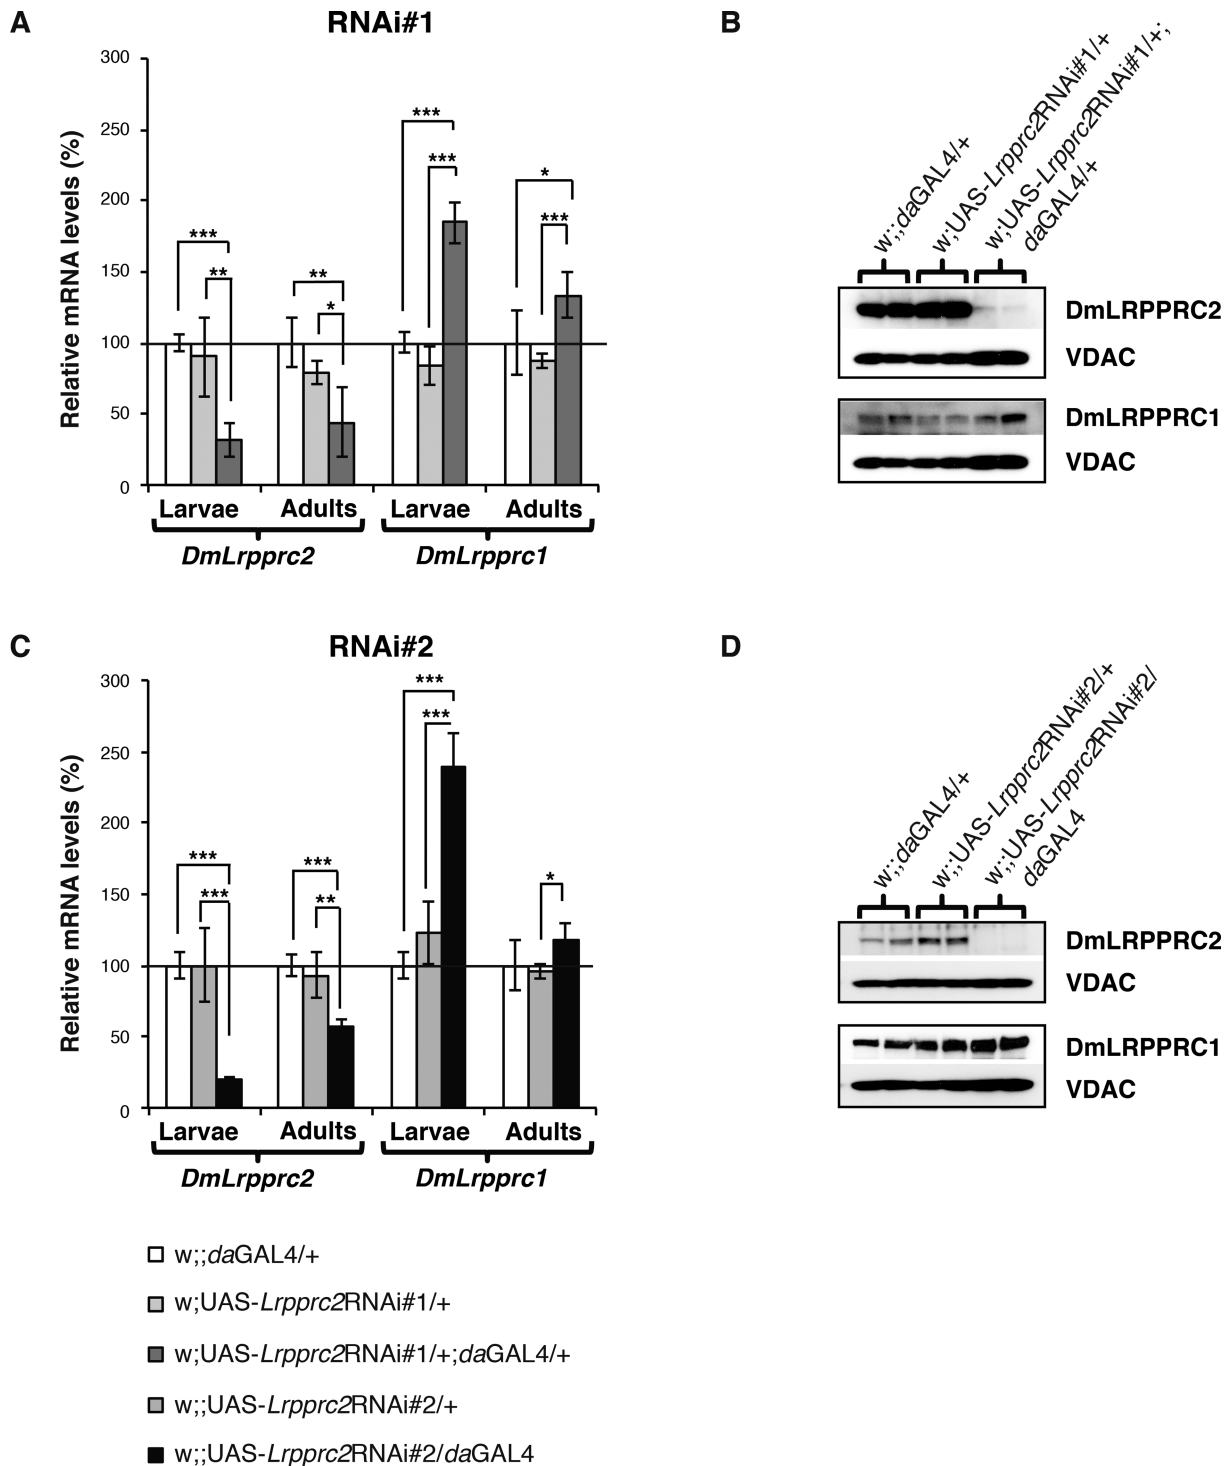 A
RNAi#1
Relative mRNA levels (%)
300
250
200
150
100
50
0
***
**
**
*
***
***
*
***
Larvae
Adults
Larvae
Adults
DmLrpprc2
DmLrpprc1
B
w;;daGAL4/+
w;UAS-Lrpprc2RNAi#1/+
w;UAS-Lrpprc2RNAi#1/+;
daGAL4/+
DmLRPPRC2
VDAC
DmLRPPRC1
VDAC
C
RNAi#2
Relative mRNA levels (%)
300
250
200
150
100
50
0
***
***
***
**
***
***
*
Larvae
Adults
Larvae
Adults
DmLrpprc2
DmLrpprc1
D
w;;daGAL4/+
w;;UAS-Lrpprc2RNAi#2/+
w;;UAS-Lrpprc2RNAi#2/
daGAL4
DmLRPPRC2
VDAC
DmLRPPRC1
VDAC
w;;daGAL4/+
w;UAS-Lrpprc2RNAi#1/+
w;UAS-Lrpprc2RNAi#1/+;daGAL4/+
w;;UAS-Lrpprc2RNAi#2/+
w;;UAS-Lrpprc2RNAi#2/daGAL4